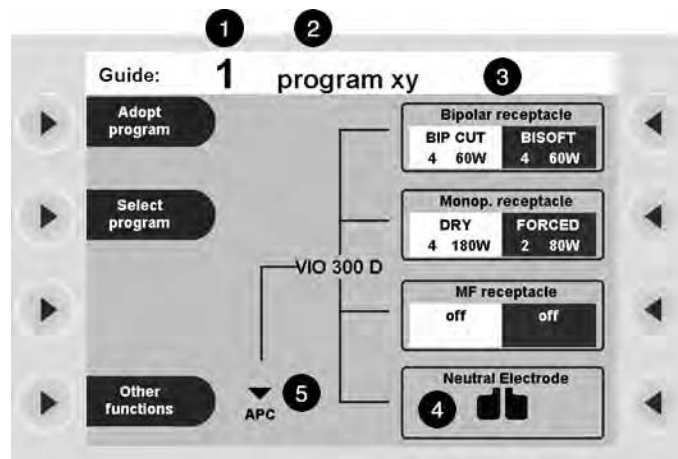 1 2
Guide: 1 program xy 3
Adopt
program
Bipolar receptacle
BIP CUT BISOFT
4 60W 4 60W
Select
program
Monop. receptacle
DRY FORCED
4 180W 2 80W
VIO 300 D
MF receptacle
off off
Other
functions
5
APC
Neutral Electrode
4